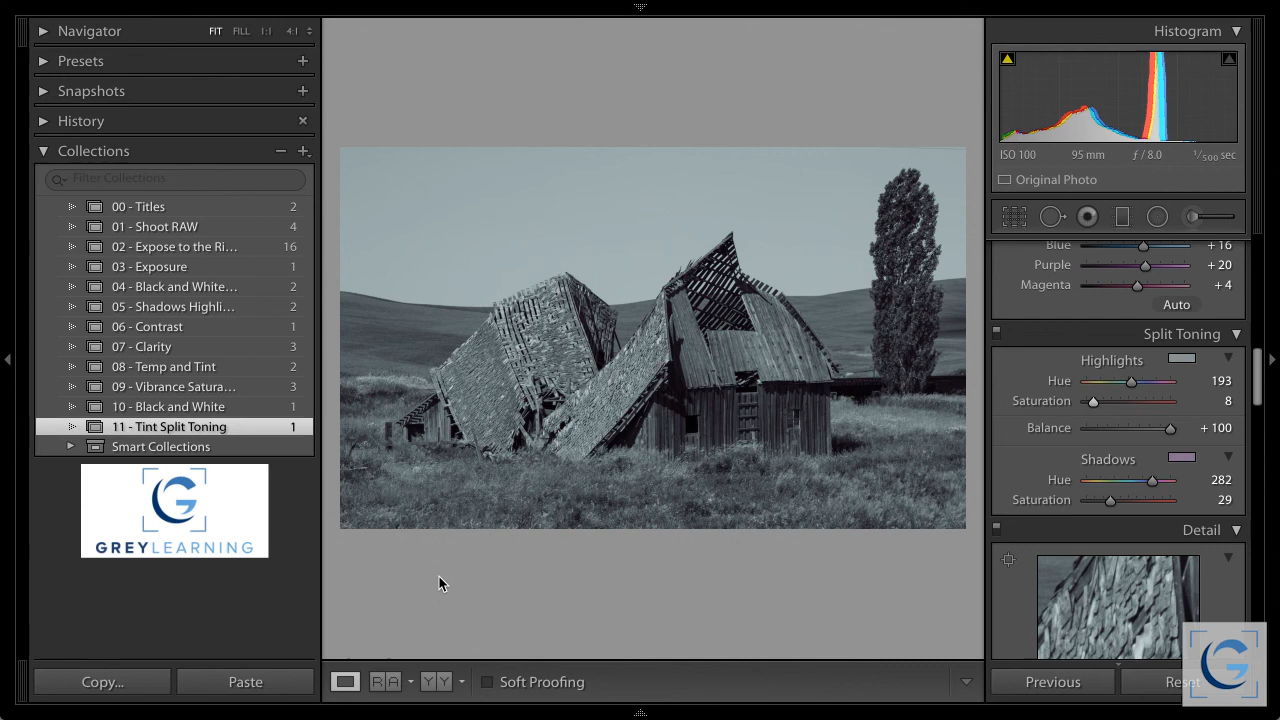 Navigator FIT FILL 1:1 4:1
Presets
Snapshots
History
Collections
Filter Collections
00 - Titles 2
01 - Shoot RAW 4
02 - Expose to the Ri... 16
03 - Exposure 1
04 - Black and White... 2
05 - Shadows Highli... 2
06 - Contrast 1
07 - Clarity 3
08 - Temp and Tint 2
09 - Vibrance Satura... 3
10 - Black and White 1
11 - Tint Split Toning 1
Smart Collections
GREYLEARNING
Copy... Paste
Soft Proofing
Histogram
ISO 100 95 mm ƒ / 8.0 1/500 sec
Original Photo
Blue + 16
Purple + 20
Magenta + 4
Auto
Split Toning
Highlights
Hue 193
Saturation 8
Balance + 100
Shadows
Hue 282
Saturation 29
Detail
Previous Reset